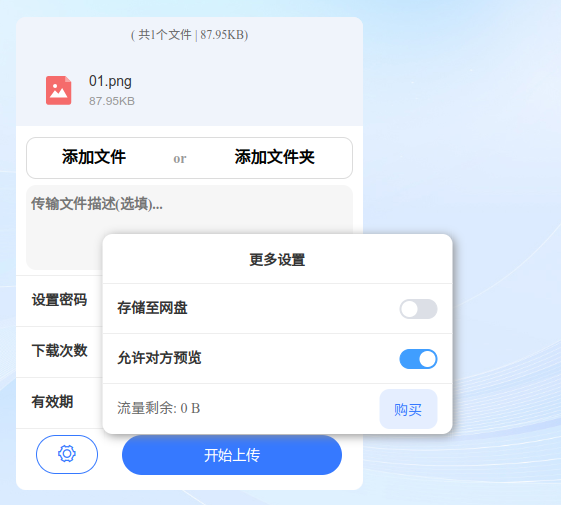 ( 共1个文件 | 87.95KB)
01.png
87.95KB
添加文件 or 添加文件夹
传输文件描述(选填)...
更多设置
设置密码
存储至网盘
下载次数
允许对方预览
有效期
流量剩余: 0 B 购买
开始上传